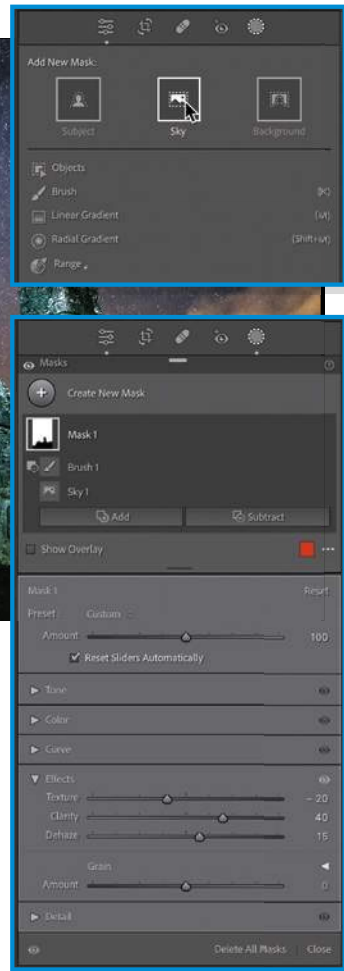 Add New Mask:
Subject Sky Background
Objects
Brush (K)
Linear Gradient (M)
Radial Gradient (Shift+M)
Range
Masks
Create New Mask
Mask 1
Brush 1
Sky 1
Add Subtract
Show Overlay
Mask 1 Reset
Preset Custom
Amount 100
Reset Sliders Automatically
Tone
Color
Curve
Effects
Texture – 20
Clarity 40
Dehaze 15
Grain
Amount 0
Detail
Delete All Masks Close